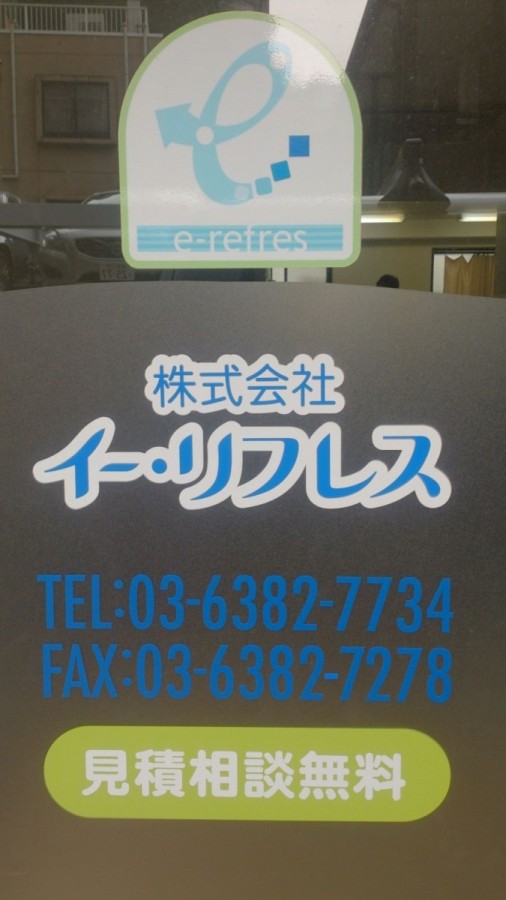 e-refres
株式会社
イー・リフレス
TEL:03-6382-7734
FAX:03-6382-7278
見積相談無料